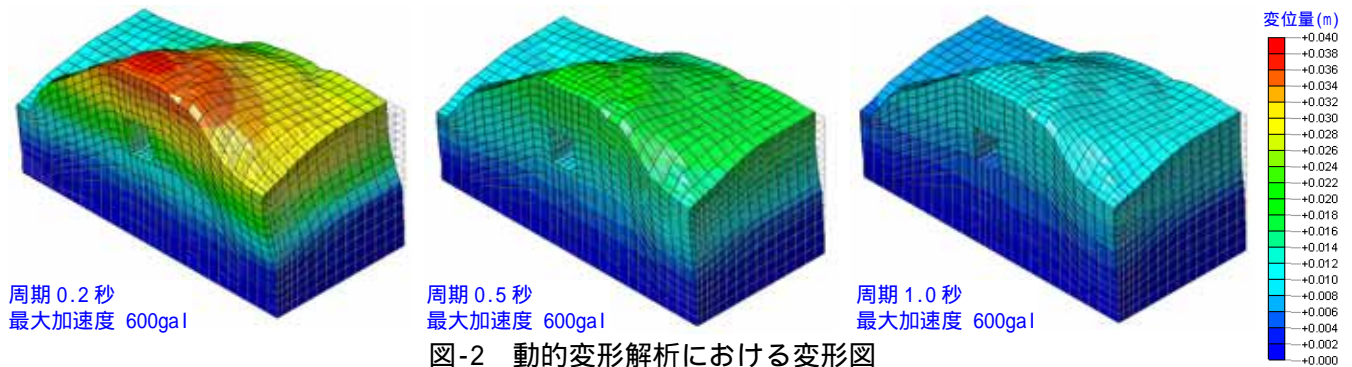 変位量(m)
+0.040
+0.038
+0.036
+0.034
+0.032
+0.030
+0.028
+0.026
+0.024
+0.022
+0.020
+0.018
+0.016
+0.014
+0.012
+0.010
+0.008
+0.006
+0.004
+0.002
+0.000
周期 0.2 秒
最大加速度 600gal
周期 0.5 秒
最大加速度 600gal
周期 1.0 秒
最大加速度 600gal
図-2 動的変形解析における変形図